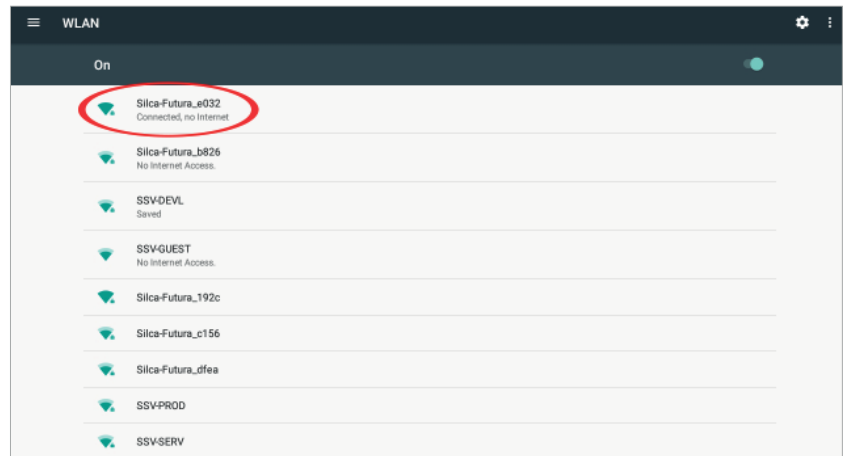 WLAN
On
Silca-Futura_e032
Connected, no Internet
Silca-Futura_b826
No Internet Access.
SSV-DEVL
Saved
SSV-GUEST
No Internet Access.
Silca-Futura_192c
Silca-Futura_c156
Silca-Futura_dfea
SSV-PROD
SSV-SERV